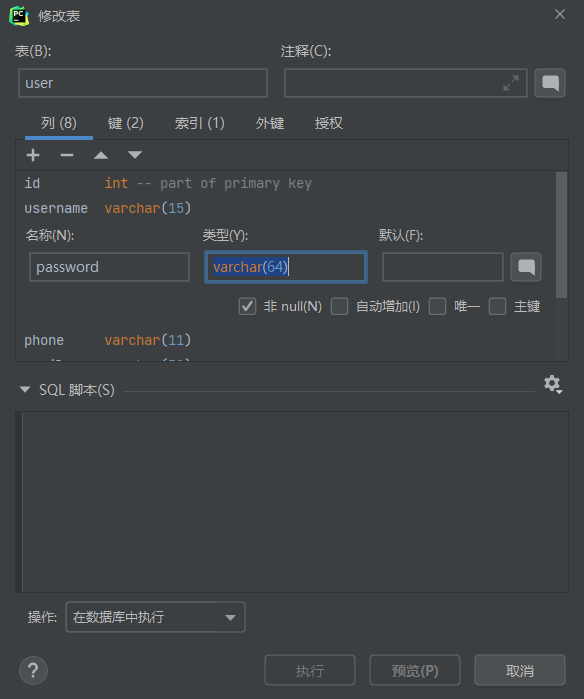 PC 修改表
表(B): 注释(C):
user
列 (8) 键 (2) 索引 (1) 外键 授权
id int -- part of primary key
username varchar(15)
名称(N): 类型(Y): 默认(F):
password varchar(64)
非 null(N) 自动增加(I) 唯一 主键
phone varchar(11)
SQL 脚本(S)
操作: 在数据库中执行
? 执行 预览(P) 取消